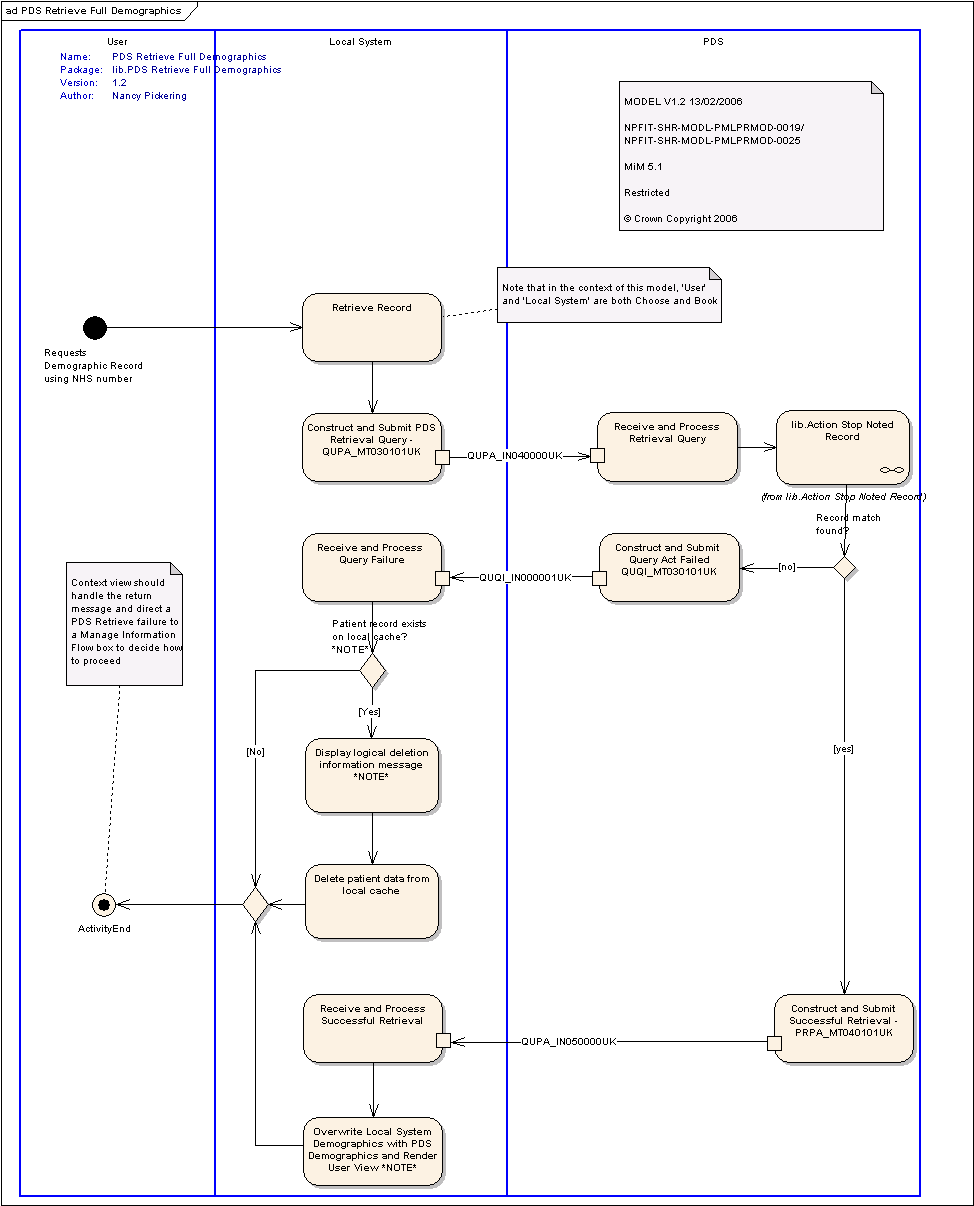 ad PDS Retrieve Full Demographics
User
Local System
PDS
Name: PDS Retrieve Full Demographics
Package: lib.PDS Retrieve Full Demographics
Version: 1.2
Author: Nancy Pickering
MODEL V1.2 13/02/2006
NPFIT-SHR-MODL-PMLPRMOD-0019/
NPFIT-SHR-MODL-PMLPRMOD-0025
MiM 5.1
Restricted
© Crown Copyright 2006
Note that in the context of this model, 'User'
and 'Local System' are both Choose and Book
Retrieve Record
Requests
Demographic Record
using NHS number
Construct and Submit PDS
Retrieval Query -
QUPA_MT030101UK
QUPA_IN040000UK
Receive and Process
Retrieval Query
lib.Action Stop Noted
Record
(from lib.Action Stop Noted Record)
Record match
found?
Receive and Process
Query Failure
QUQI_IN000001UK
Construct and Submit
Query Act Failed
QUQI_MT030101UK
[no]
Context view should
handle the return
message and direct a
PDS Retrieve failure to
a Manage Information
Flow box to decide how
to proceed
Patient record exists
on local cache?
*NOTE*
[Yes]
[No]
[yes]
Display logical deletion
information message
*NOTE*
Delete patient data from
local cache
ActivityEnd
Receive and Process
Successful Retrieval
QUPA_IN050000UK
Construct and Submit
Successful Retrieval -
PRPA_MT040101UK
Overwrite Local System
Demographics with PDS
Demographics and Render
User View *NOTE*